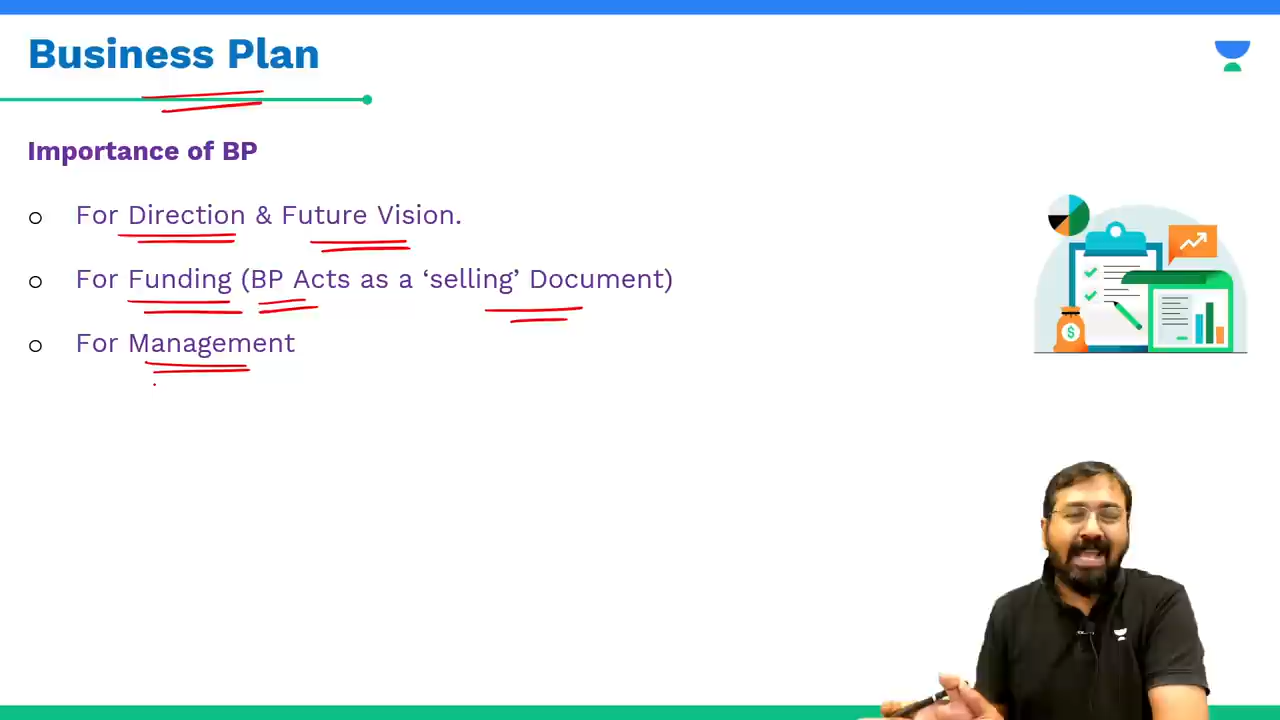 Business Plan
Importance of BP
o For Direction & Future Vision.
o For Funding (BP Acts as a ‘selling’ Document)
o For Management
$